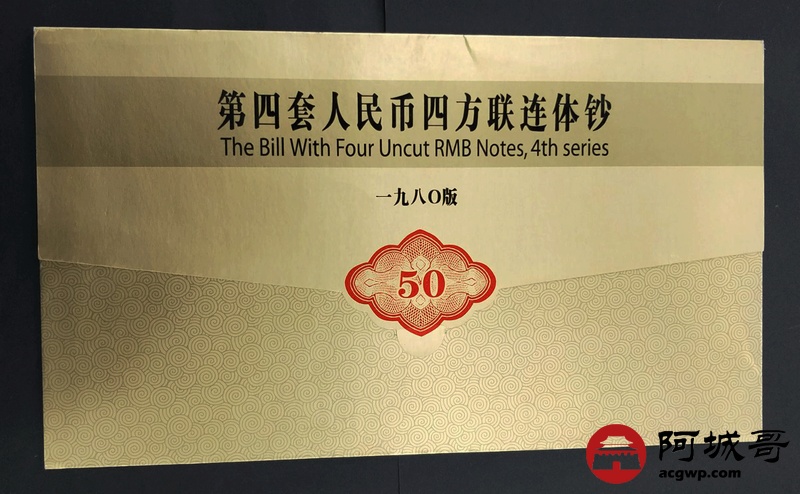 第四套人民币四方联连体钞
The Bill With Four Uncut RMB Notes, 4th series
一九八O版
50
阿城哥
acgwp.com